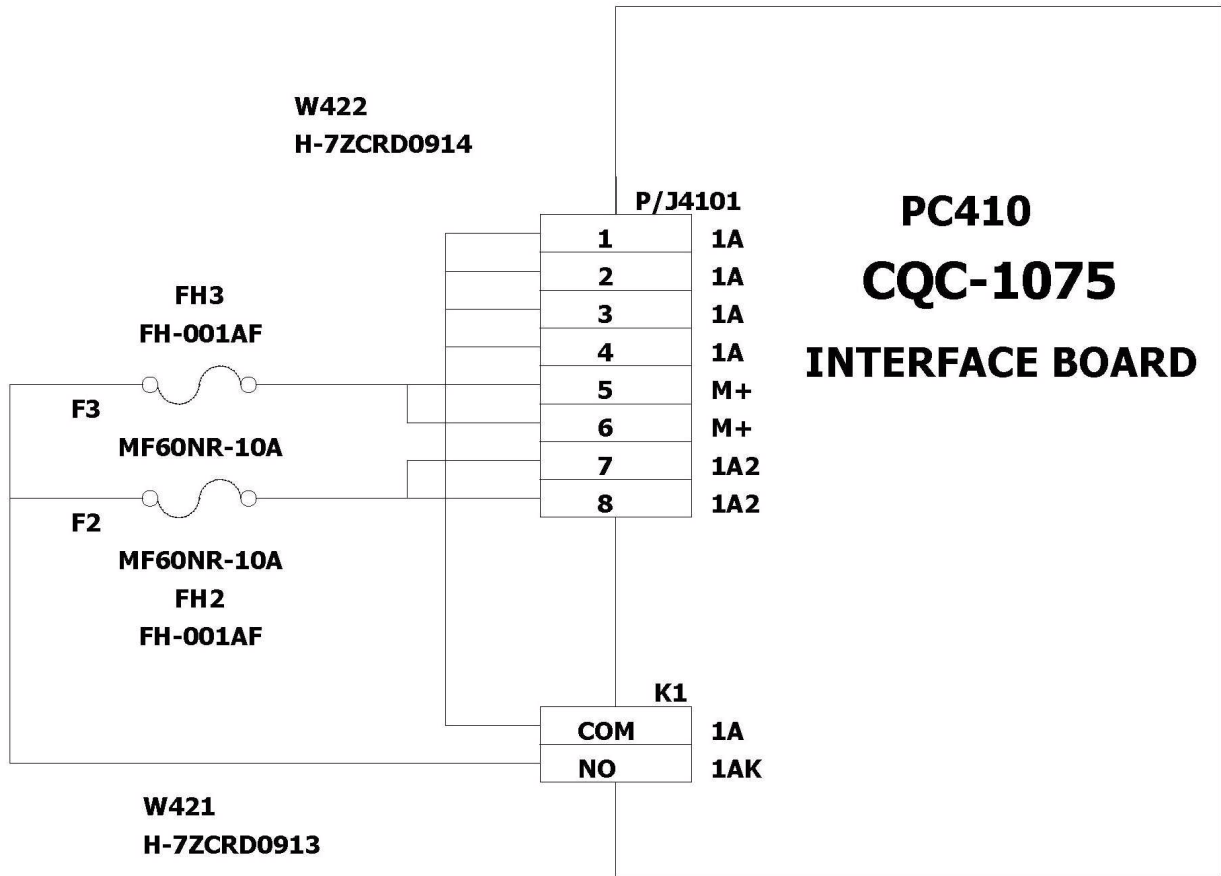 W422
H-7ZCRD0914
P/J4101
PC410
CQC-1075
INTERFACE BOARD
1 1A
2 1A
3 1A
4 1A
5 M+
6 M+
7 1A2
8 1A2
FH3
FH-001AF
F3
MF60NR-10A
F2
MF60NR-10A
FH2
FH-001AF
K1
COM 1A
NO 1AK
W421
H-7ZCRD0913